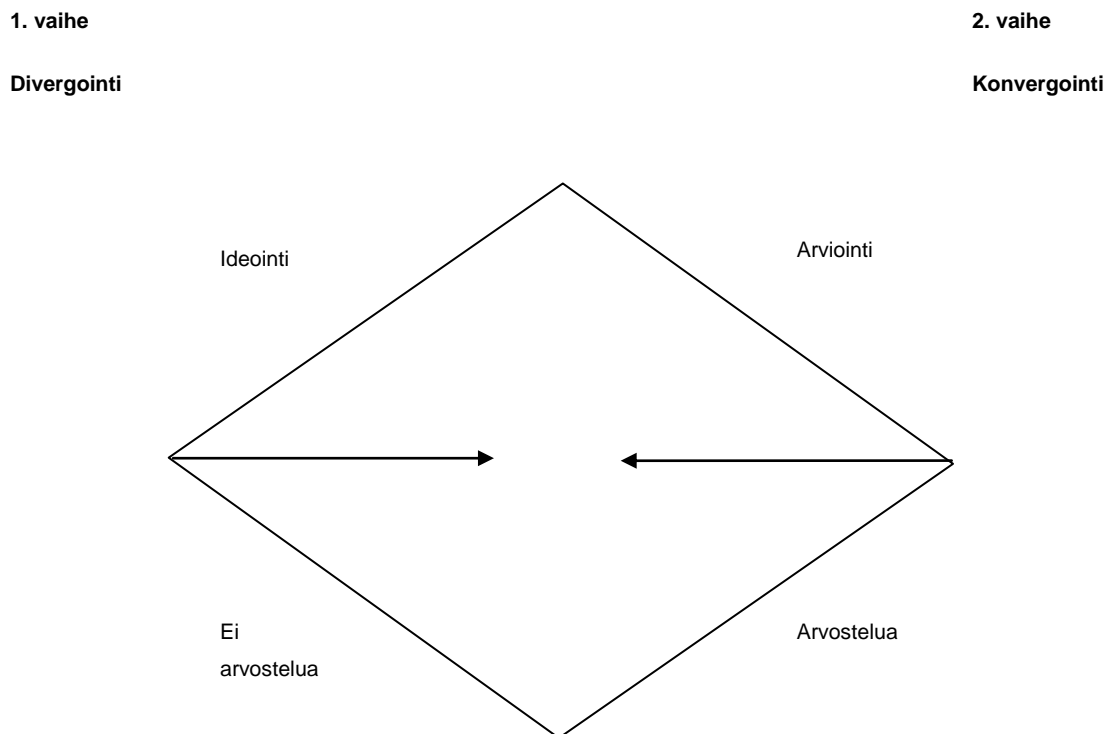 1. vaihe
2. vaihe
Divergointi
Konvergointi
Ideointi
Arviointi
Ei
arvostelua
Arvostelua